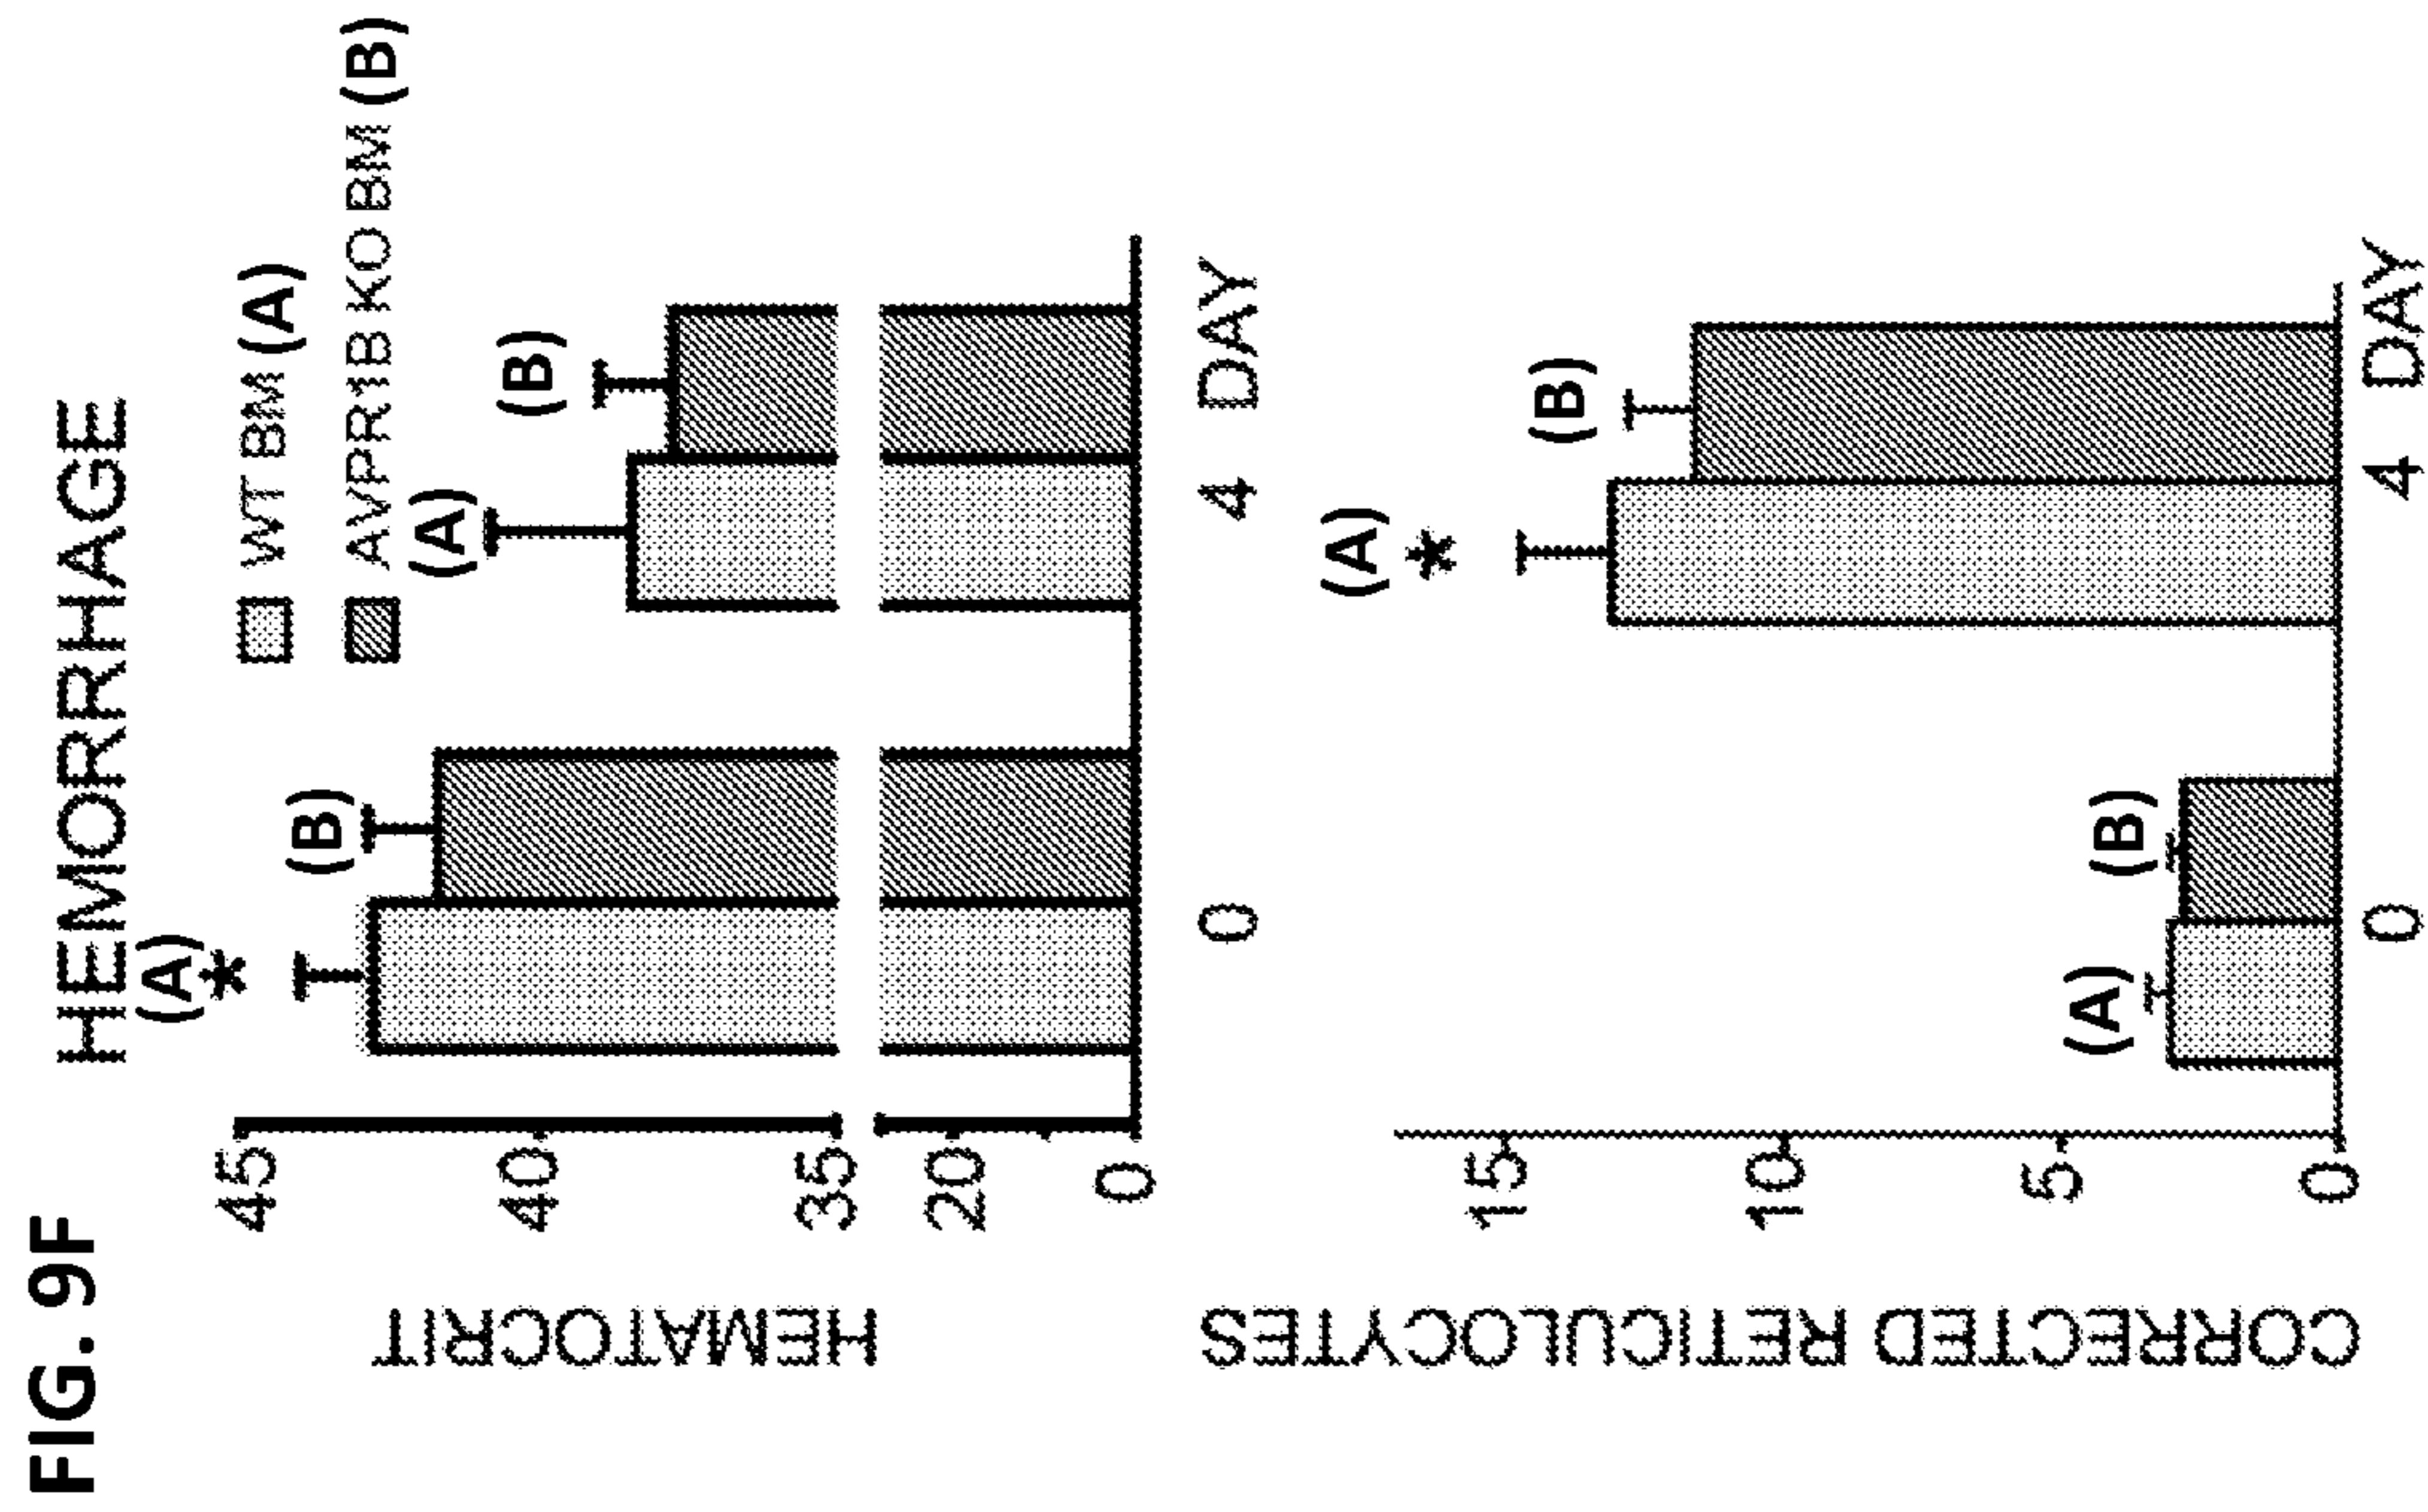 FIG. 9F
HEMORRHAGE
WT BM (A)
AVPR1B KO BM (B)
HEMATOCRIT
45
40
35
20
0
(A)
*
(B)
(A)
(B)
0 4 DAY
CORRECTED RETICULOCYTES
15
10
5
0
(A)
(B)
(A)
*
(B)
0 4 DAY